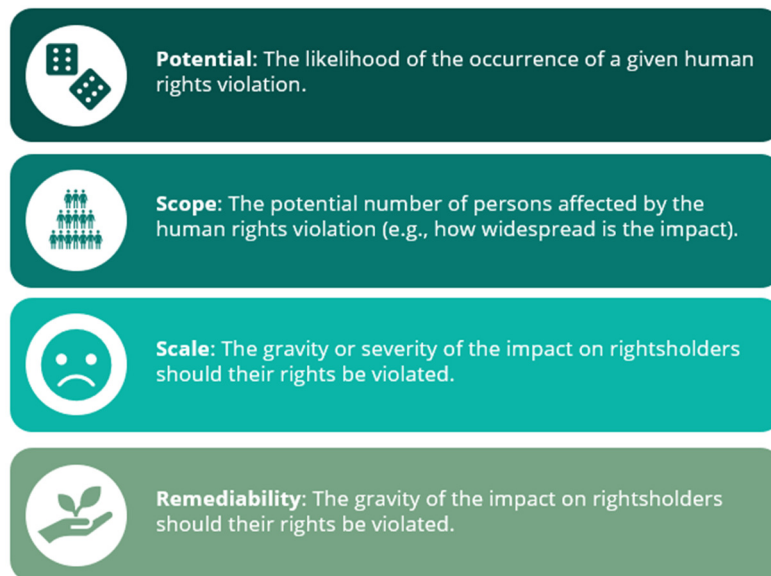 Potential: The likelihood of the occurrence of a given human
rights violation.
Scope: The potential number of persons affected by the
human rights violation (e.g., how widespread is the impact).
Scale: The gravity or severity of the impact on rightsholders
should their rights be violated.
Remediability: The gravity of the impact on rightsholders
should their rights be violated.